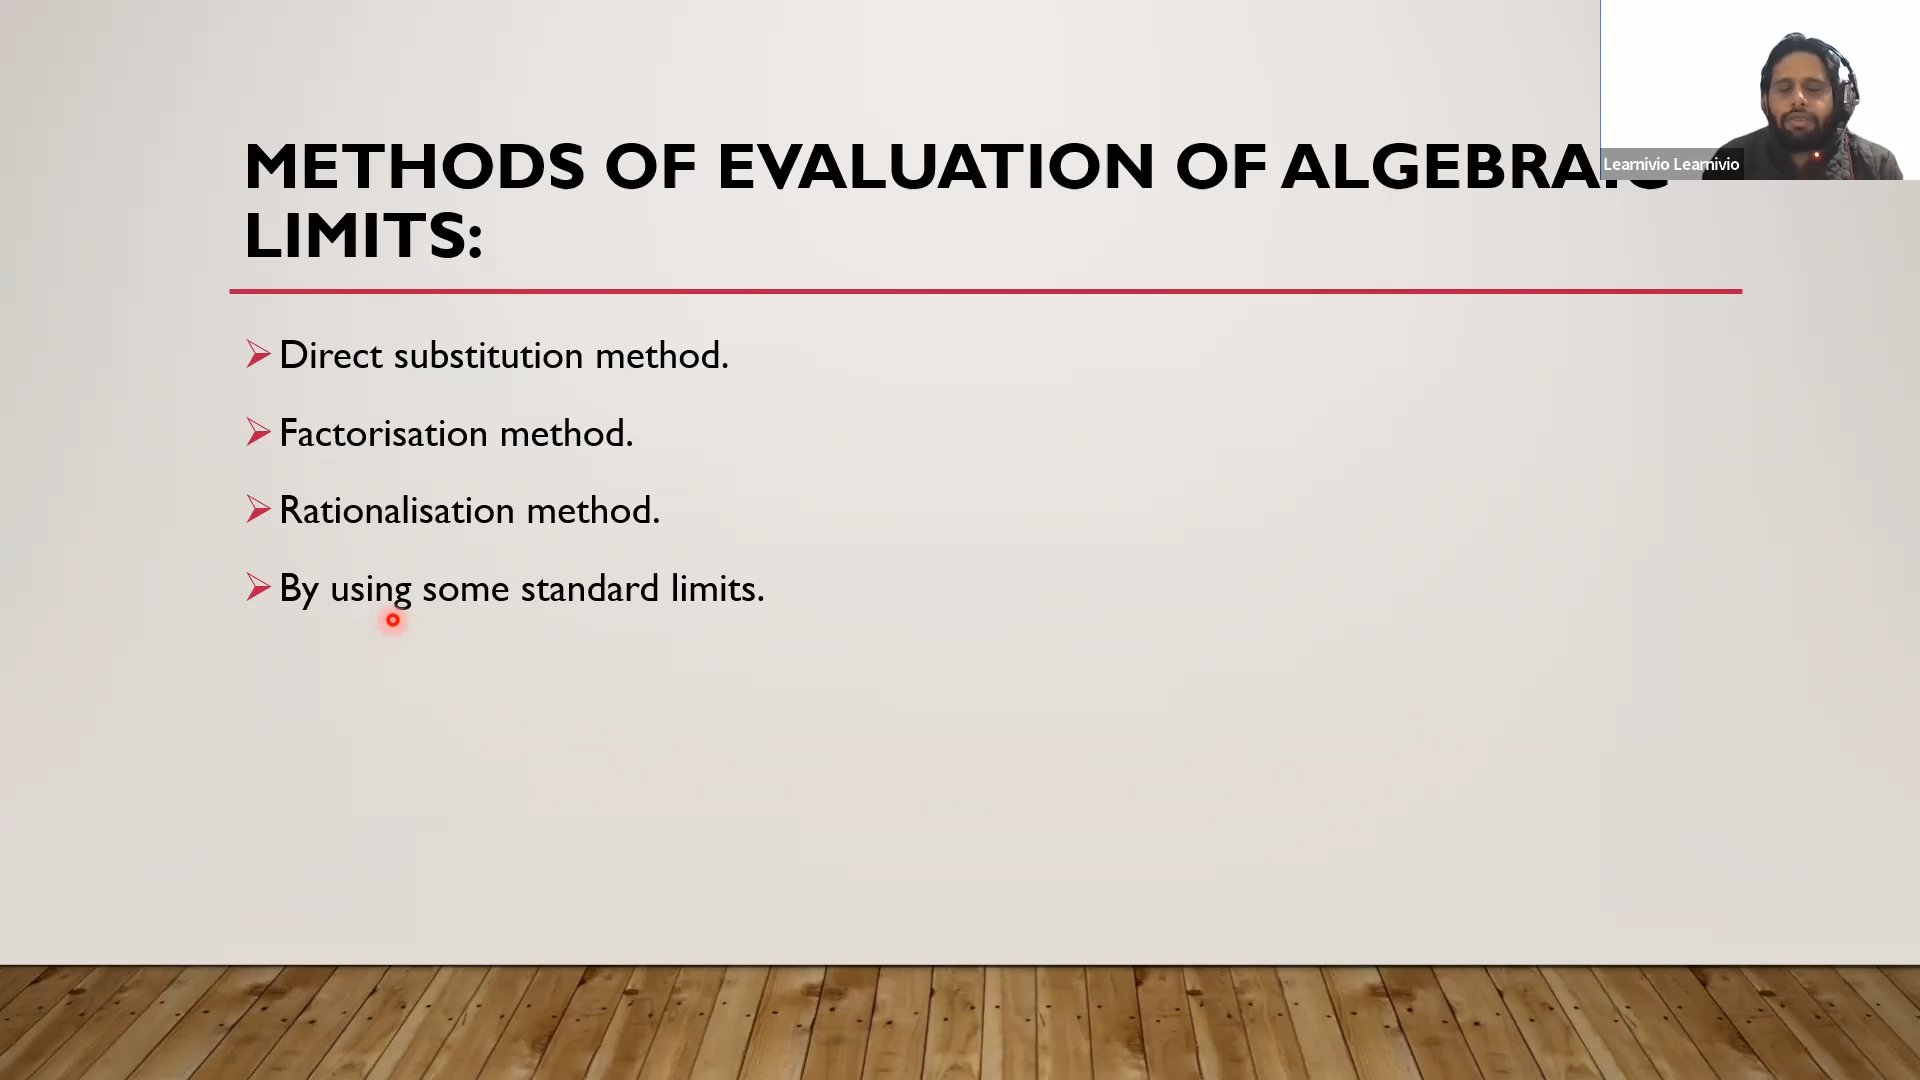 METHODS OF EVALUATION OF ALGEBRAIC
LIMITS:
Direct substitution method.
Factorisation method.
Rationalisation method.
By using some standard limits.
Learnivio Learnivio